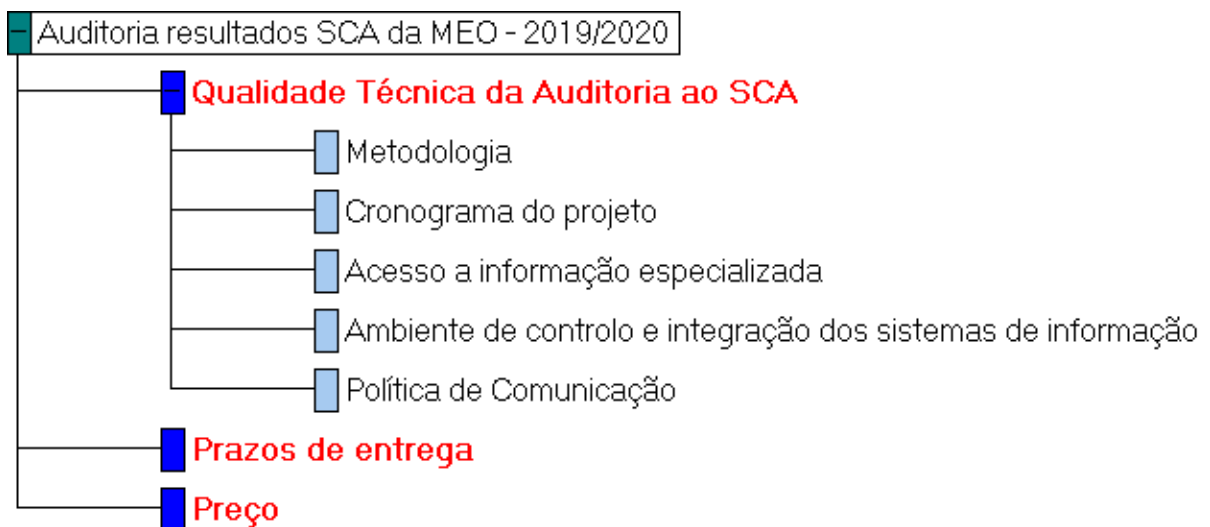 Auditoria resultados SCA da MEO - 2019/2020
Qualidade Técnica da Auditoria ao SCA
Metodologia
Cronograma do projeto
Acesso a informação especializada
Ambiente de controlo e integração dos sistemas de informação
Política de Comunicação
Prazos de entrega
Preço